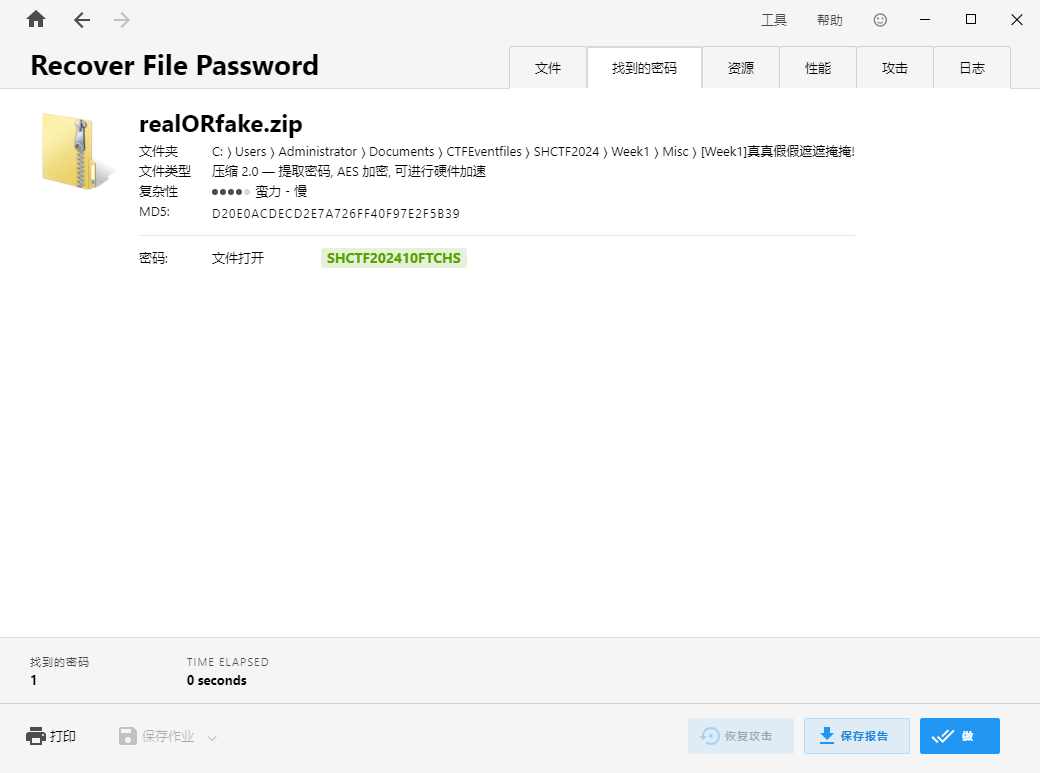 工具 帮助
Recover File Password
文件 找到的密码 资源 性能 攻击 日志
realORfake.zip
文件夹 C: ⟩ Users ⟩ Administrator ⟩ Documents ⟩ CTFEventfiles ⟩ SHCTF2024 ⟩ Week1 ⟩ Misc ⟩ [Week1]真真假假遮遮掩掩!
文件类型 压缩 2.0 — 提取密码, AES 加密, 可进行硬件加速
复杂性 蛮力 - 慢
MD5: D20E0ACDECD2E7A726FF40F97E2F5B39
密码: 文件打开 SHCTF202410FTCHS
找到的密码 TIME ELAPSED
1 0 seconds
打印 保存作业 恢复攻击 保存报告 做